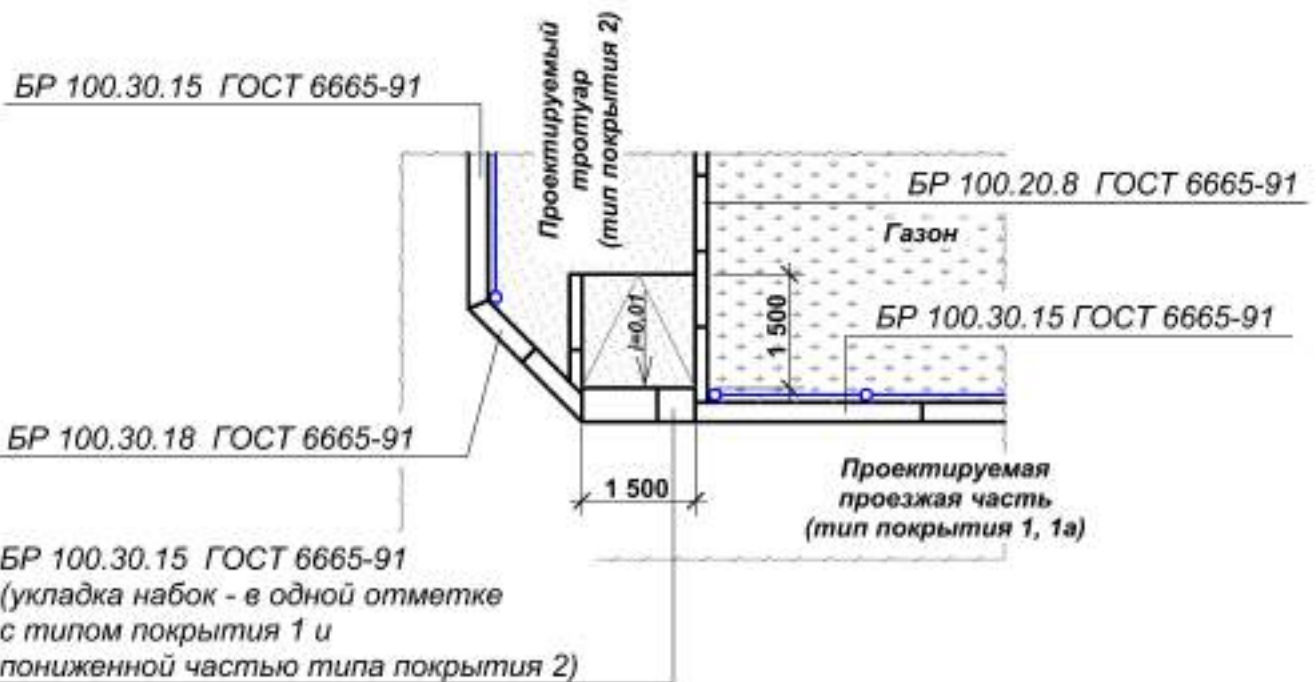 БР 100.30.15 ГОСТ 6665-91
Проектируемый
тротуар
(тип покрытия 2)
БР 100.20.8 ГОСТ 6665-91
Газон
i=0,01
1 500
БР 100.30.15 ГОСТ 6665-91
БР 100.30.18 ГОСТ 6665-91
1 500
Проектируемая
проезжая часть
(тип покрытия 1, 1а)
БР 100.30.15 ГОСТ 6665-91
(укладка набок - в одной отметке
с типом покрытия 1 и
пониженной частью типа покрытия 2)